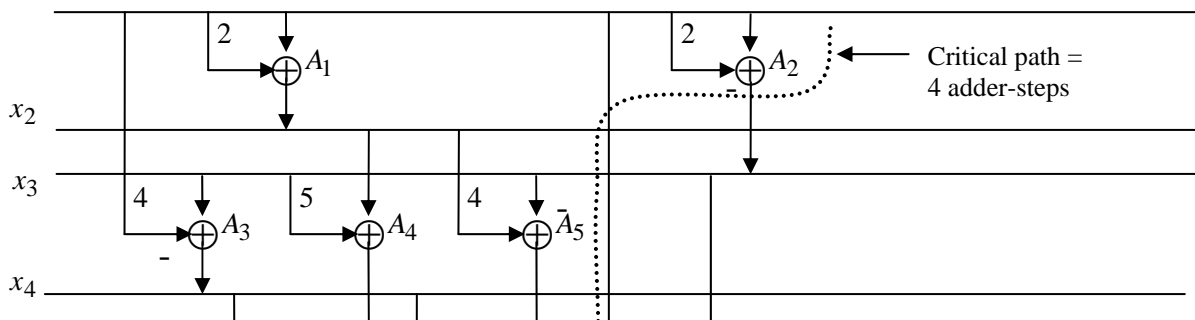 2 A1 2 A2 Critical path =
- 4 adder-steps
x2
x3
4 A3 5 A4 4 - A5
-
x4